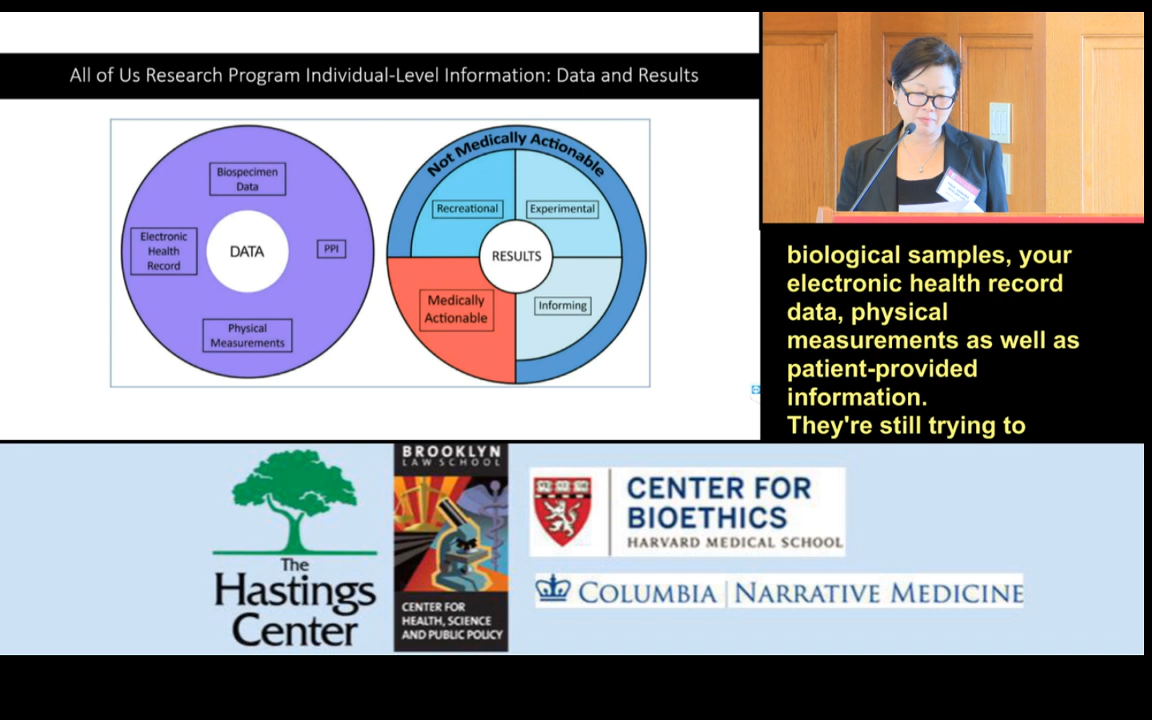 All of Us Research Program Individual-Level Information: Data and Results
Biospecimen
Data
Electronic
Health
Record
DATA
PPI
Physical
Measurements
Not Medically Actionable
Recreational
Experimental
RESULTS
Medically
Actionable
Informing
biological samples, your
electronic health record
data, physical
measurements as well as
patient-provided
information.
They're still trying to
The
Hastings
Center
BROOKLYN
LAW SCHOOL
CENTER FOR
HEALTH, SCIENCE
AND PUBLIC POLICY
CENTER FOR
BIOETHICS
HARVARD MEDICAL SCHOOL
COLUMBIA | NARRATIVE MEDICINE